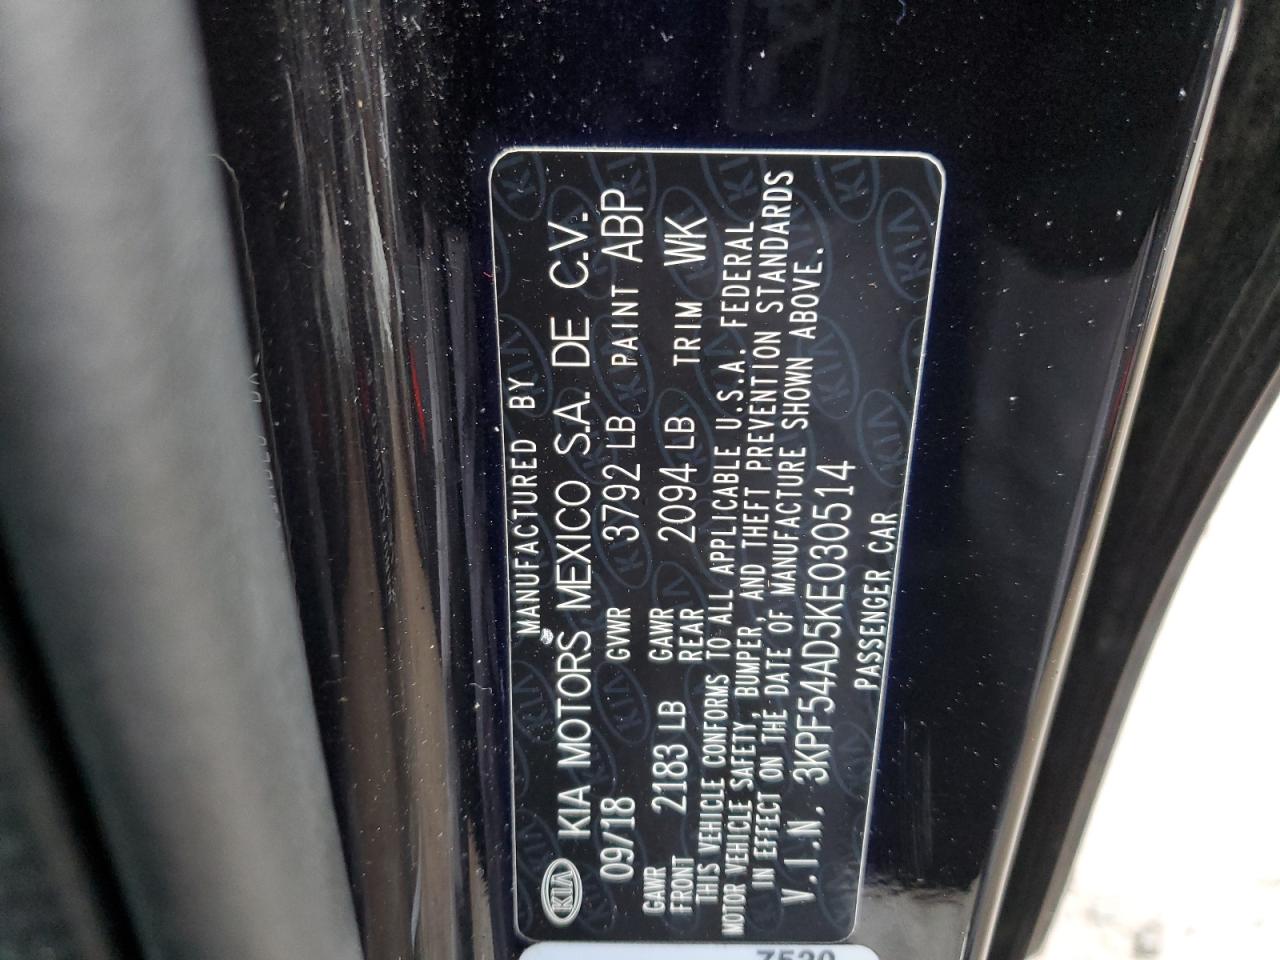 MANUFACTURED BY
KIA KIA MOTORS MEXICO S.A. DE C.V.
09/18 GVWR 3792 LB PAINT ABP
GAWR FRONT 2183 LB GAWR REAR 2094 LB TRIM WK
THIS VEHICLE CONFORMS TO ALL APPLICABLE U.S.A. FEDERAL
MOTOR VEHICLE SAFETY, BUMPER, AND THEFT PREVENTION STANDARDS
IN EFFECT ON THE DATE OF MANUFACTURE SHOWN ABOVE.
V.I.N. 3KPF54AD5KE030514
PASSENGER CAR